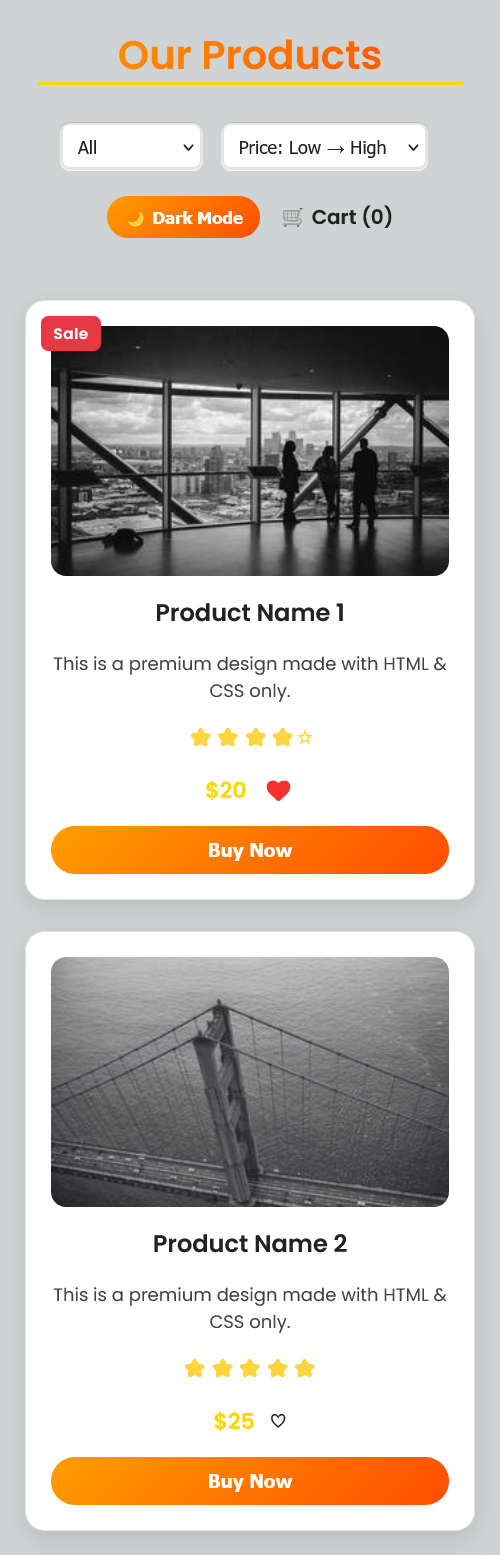 Our Products
All
Price: Low → High
🌙 Dark Mode
🛒 Cart (0)
Sale
Product Name 1
This is a premium design made with HTML &
CSS only.
⭐⭐⭐⭐☆
$20 ❤️
Buy Now
Product Name 2
This is a premium design made with HTML &
CSS only.
⭐⭐⭐⭐⭐
$25 ♡
Buy Now